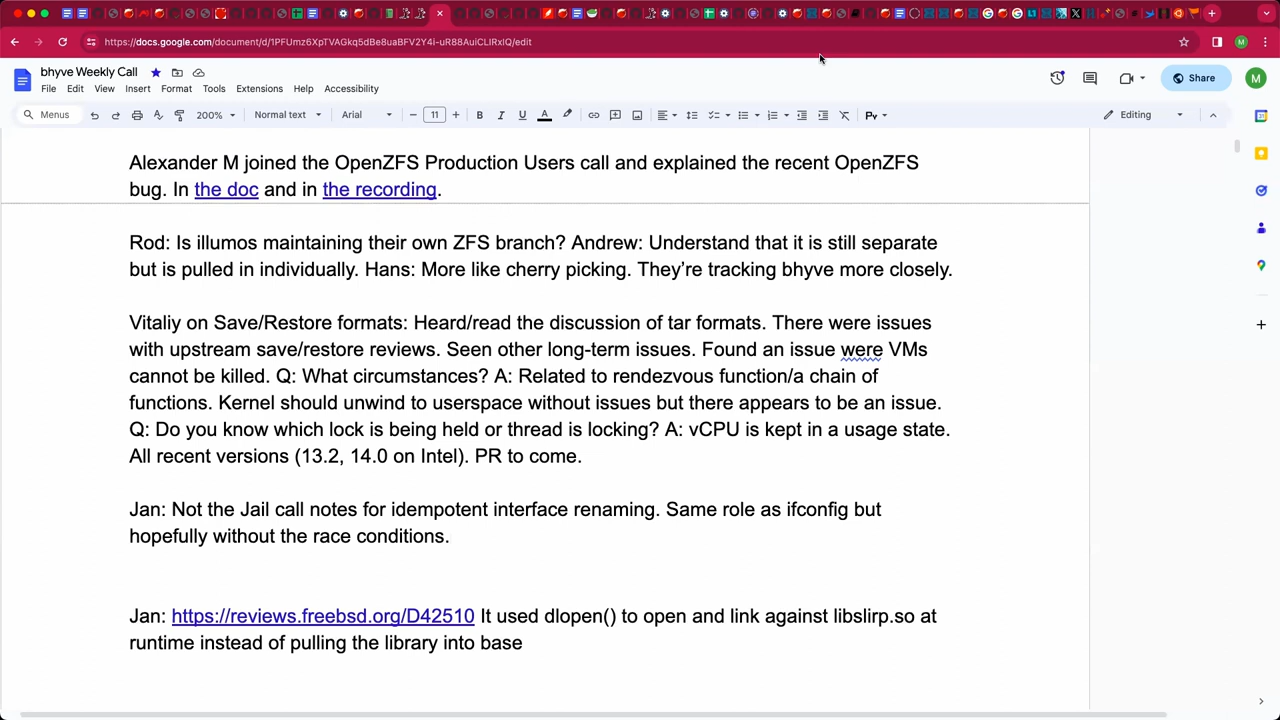 https://docs.google.com/document/d/1PFUmz6XpTVAGkq5dBe8uaBFV2Y4i-uR88AuiCLIRxIQ/edit
M
bhyve Weekly Call
File Edit View Insert Format Tools Extensions Help Accessibility
Share
M
Menus 200% Normal text Arial 11 B I U A Editing
Alexander M joined the OpenZFS Production Users call and explained the recent OpenZFS
bug. In the doc and in the recording.
Rod: Is illumos maintaining their own ZFS branch? Andrew: Understand that it is still separate
but is pulled in individually. Hans: More like cherry picking. They’re tracking bhyve more closely.
Vitaliy on Save/Restore formats: Heard/read the discussion of tar formats. There were issues
with upstream save/restore reviews. Seen other long-term issues. Found an issue were VMs
cannot be killed. Q: What circumstances? A: Related to rendezvous function/a chain of
functions. Kernel should unwind to userspace without issues but there appears to be an issue.
Q: Do you know which lock is being held or thread is locking? A: vCPU is kept in a usage state.
All recent versions (13.2, 14.0 on Intel). PR to come.
Jan: Not the Jail call notes for idempotent interface renaming. Same role as ifconfig but
hopefully without the race conditions.
Jan: https://reviews.freebsd.org/D42510 It used dlopen() to open and link against libslirp.so at
runtime instead of pulling the library into base